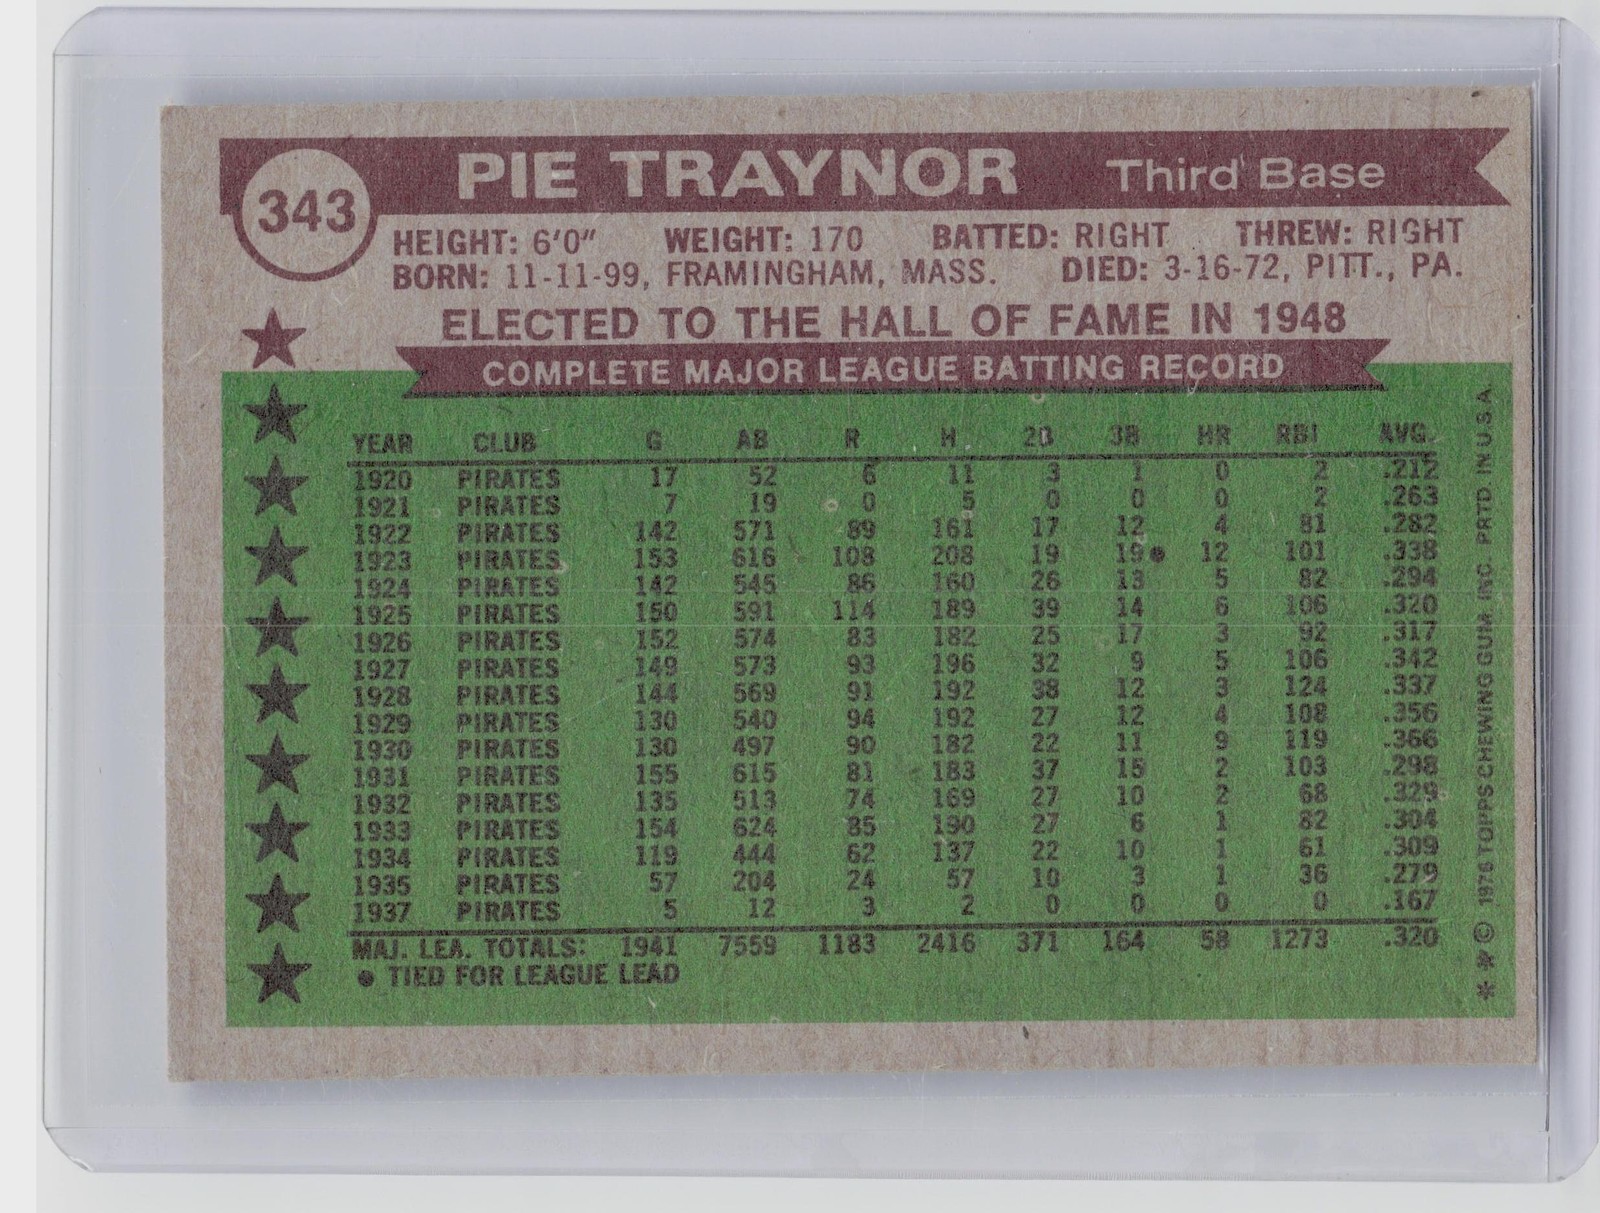 343
PIE TRAYNOR Third Base
HEIGHT: 6'0" WEIGHT: 170 BATTED: RIGHT THREW: RIGHT
BORN: 11-11-99, FRAMINGHAM, MASS. DIED: 3-16-72, PITT., PA.
ELECTED TO THE HALL OF FAME IN 1948
COMPLETE MAJOR LEAGUE BATTING RECORD
YEAR CLUB G AB R H 2B 3B HR RBI AVG.
1920 PIRATES 17 52 6 11 3 1 0 2 .212
1921 PIRATES 7 19 0 5 0 0 0 2 .263
1922 PIRATES 142 571 89 161 17 12 4 81 .282
1923 PIRATES 153 616 108 208 19 19● 12 101 .338
1924 PIRATES 142 545 86 160 26 13 5 82 .294
1925 PIRATES 150 591 114 189 39 14 6 106 .320
1926 PIRATES 152 574 83 182 25 17 3 92 .317
1927 PIRATES 149 573 93 196 32 9 5 106 .342
1928 PIRATES 144 569 91 192 38 12 3 124 .337
1929 PIRATES 130 540 94 192 27 12 4 108 .356
1930 PIRATES 130 497 90 182 22 11 9 119 .366
1931 PIRATES 155 615 81 183 37 15 2 103 .298
1932 PIRATES 135 513 74 169 27 10 2 68 .329
1933 PIRATES 154 624 85 190 27 6 1 82 .304
1934 PIRATES 119 444 62 137 22 10 1 61 .309
1935 PIRATES 57 204 24 57 10 3 1 36 .279
1937 PIRATES 5 12 3 2 0 0 0 0 .167
MAJ. LEA. TOTALS: 1941 7559 1183 2416 371 164 58 1273 .320
● TIED FOR LEAGUE LEAD
**© 1976 TOPPS CHEWING GUM, INC. PRTD. IN U.S.A.